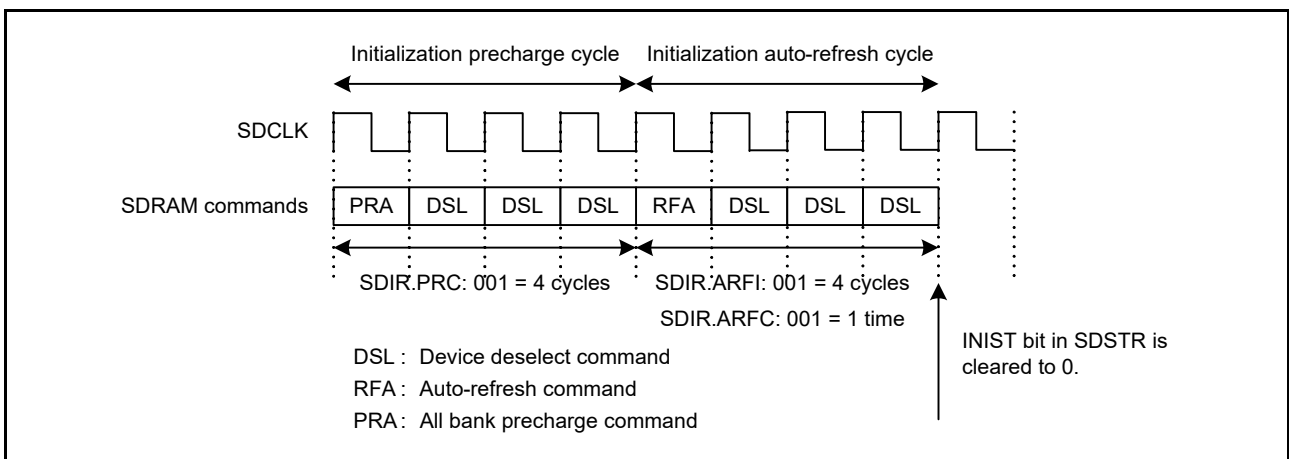 Initialization precharge cycle Initialization auto-refresh cycle
SDCLK
SDRAM commands PRA DSL DSL DSL RFA DSL DSL DSL
SDIR.PRC: 001 = 4 cycles SDIR.ARFI: 001 = 4 cycles
SDIR.ARFC: 001 = 1 time
INIST bit in SDSTR is
cleared to 0.
DSL : Device deselect command
RFA : Auto-refresh command
PRA : All bank precharge command